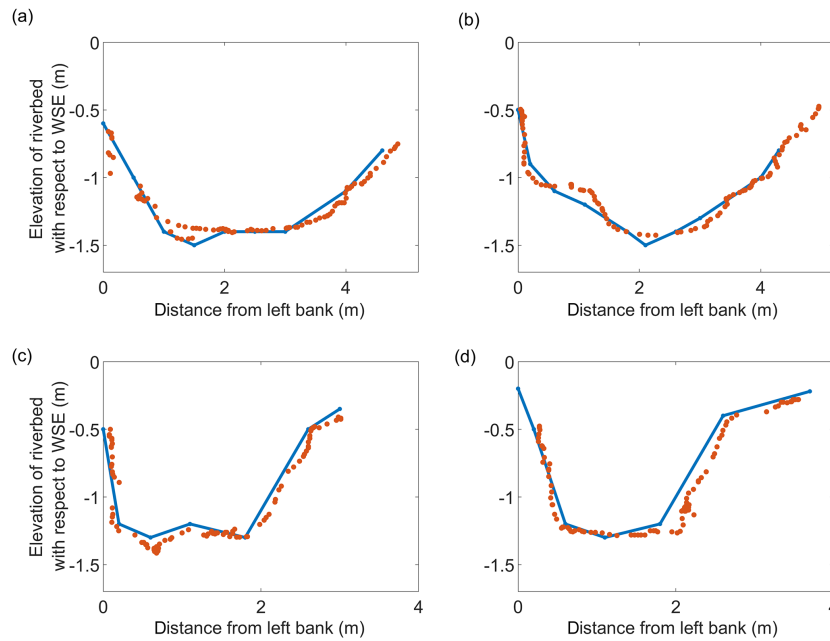 (a)
0
-0.5
-1
-1.5
0
2
4
Distance from left bank (m)
Elevation of riverbed
with respect to WSE (m)
(b)
0
-0.5
-1
-1.5
0
2
4
Distance from left bank (m)
(c)
0
-0.5
-1
-1.5
0
2
4
Distance from left bank (m)
Elevation of riverbed
with respect to WSE (m)
(d)
0
-0.5
-1
-1.5
0
2
Distance from left bank (m)